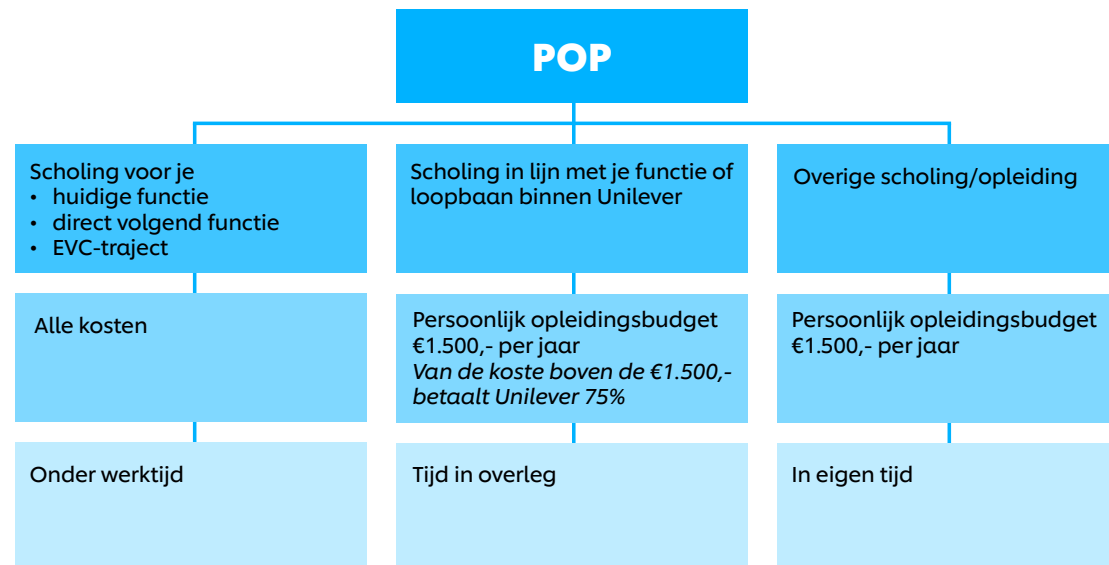 POP
Scholing voor je
• huidige functie
• direct volgend functie
• EVC-traject
Alle kosten
Onder werktijd
Scholing in lijn met je functie of
loopbaan binnen Unilever
Persoonlijk opleidingsbudget
€1.500,- per jaar
Van de koste boven de €1.500,-
betaalt Unilever 75%
Tijd in overleg
Overige scholing/opleiding
Persoonlijk opleidingsbudget
€1.500,- per jaar
In eigen tijd